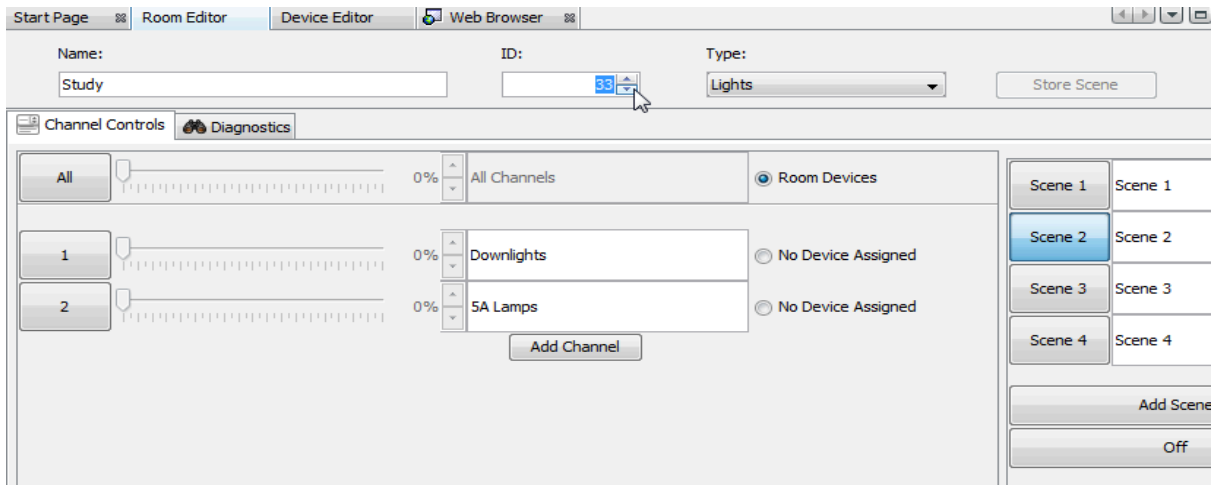 Start Page Room Editor Device Editor Web Browser
Name: ID: Type:
Study 33 Lights Store Scene
Channel Controls Diagnostics
All 0% All Channels Room Devices
Scene 1 Scene 1
1 0% Downlights No Device Assigned
Scene 2 Scene 2
2 0% 5A Lamps No Device Assigned
Scene 3 Scene 3
Add Channel
Scene 4 Scene 4
Add Scene
Off